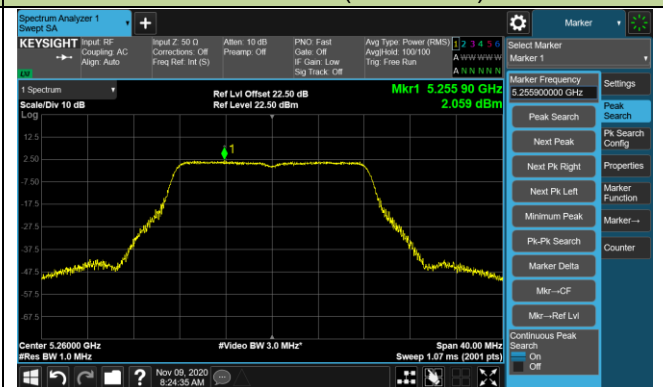 Spectrum Analyzer 1
Swept SA
Marker
KEYSIGHT
Input: RF
Coupling: AC
Align: Auto
Input Z: 50 Ω
Corrections: Off
Freq Ref: Int (S)
Atten: 10 dB
Preamp: Off
PNO: Fast
Gate: Off
IF Gain: Low
Sig Track: Off
Avg Type: Power (RMS)
Avg|Hold: 100/100
Trig: Free Run
1 2 3 4 5 6
A W W W W W
A N N N N N
LV
Select Marker
Marker 1
1 Spectrum
Scale/Div 10 dB
Log
Ref Lvl Offset 22.50 dB
Ref Level 22.50 dBm
Mkr1 5.255 90 GHz
2.059 dBm
12.5
2.50
-7.50
-17.5
-27.5
-37.5
-47.5
-57.5
-67.5
1
Center 5.26000 GHz
#Res BW 1.0 MHz
#Video BW 3.0 MHz*
Span 40.00 MHz
Sweep 1.07 ms (2001 pts)
Marker Frequency
5.255900000 GHz
Peak Search
Next Peak
Next Pk Right
Next Pk Left
Minimum Peak
Pk-Pk Search
Marker Delta
Mkr→CF
Mkr→Ref Lvl
Continuous Peak
Search
On
Off
Settings
Peak
Search
Pk Search
Config
Properties
Marker
Function
Marker→
Counter
?
Nov 09, 2020
8:24:35 AM